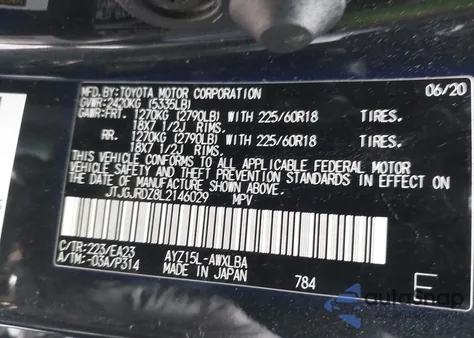 MFD.BY:TOYOTA MOTOR CORPORATION 06/20
GVWR:2420KG (5335LB)
GAWR:FRT. 1270KG (2790LB) WITH 225/60R18 TIRES.
18X7 1/2J RIMS.
RR. 1270KG (2790LB) WITH 225/60R18 TIRES.
18X7 1/2J RIMS.
THIS VEHICLE CONFORMS TO ALL APPLICABLE FEDERAL MOTOR
VEHICLE SAFETY AND THEFT PREVENTION STANDARDS IN EFFECT ON
THE DATE OF MANUFACTURE SHOWN ABOVE.
JTJGJRDZ8L2146029 MPV
C/TR:223/EA23 AYZ15L-AWXLBA
A/TM:-03A/P314 MADE IN JAPAN 784 E
autosnap